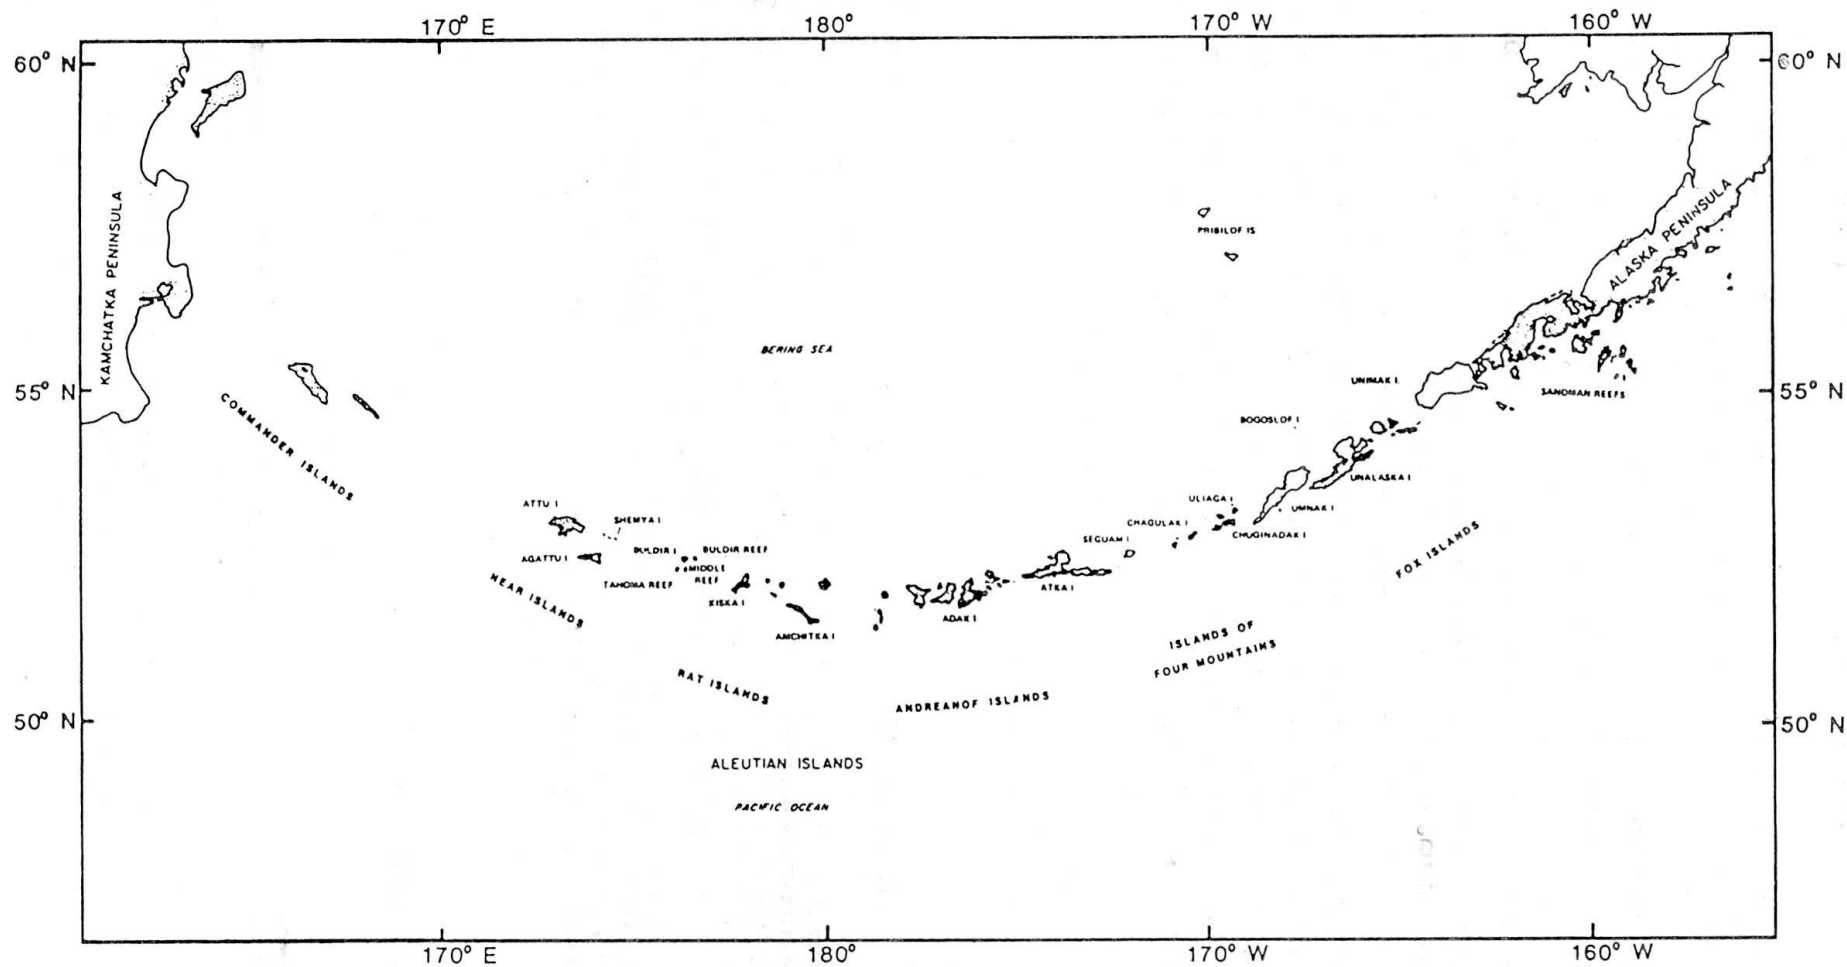 170° E 180° 170° W 160° W
60° N 60° N
KAMCHATKA PENINSULA
ALASKA PENINSULA
PRIBILOF IS
BERING SEA
55° N 55° N
UNIMAK I.
SANDMAN REEFS
COMMANDER ISLANDS
BOGOSLOF I
UNALASKA I
ATTU I
SHEMYA I
ULIAGA I
UMNAK I
CHAGULAK I
CHUGINADAK I
SEGUAM I
AGATTU I
BULDIR I
BULDIR REEF
MIDDLE
REEF
TAHOMA REEF
KISKA I
ATKA I
ADAK I
AMCHITKA I
NEAR ISLANDS
FOX ISLANDS
ISLANDS OF
FOUR MOUNTAINS
RAT ISLANDS
ANDREANOF ISLANDS
50° N 50° N
ALEUTIAN ISLANDS
PACIFIC OCEAN
170° E 180° 170° W 160° W